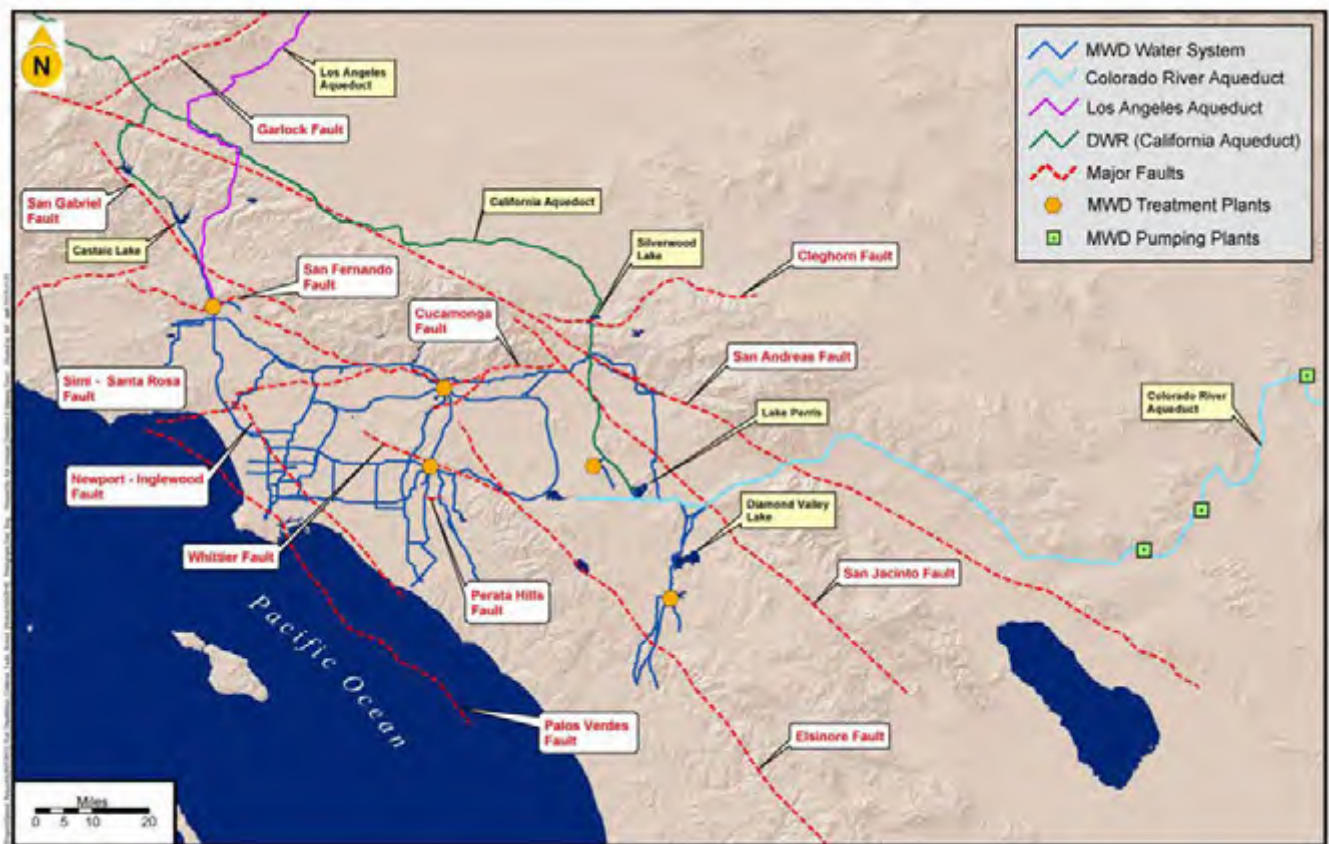 N
Los Angeles
Aqueduct
Garlock Fault
San Gabriel
Fault
Castaic Lake
California Aqueduct
Silverwood
Lake
Cleghorn Fault
San Fernando
Fault
Cucamonga
Fault
Simi - Santa Rosa
Fault
San Andreas Fault
Lake Perris
Colorado River
Aqueduct
Newport - Inglewood
Fault
Diamond Valley
Lake
Whittier Fault
Perata Hills
Fault
San Jacinto Fault
Pacific Ocean
Palos Verdes
Fault
Elsinore Fault
Miles
0 5 10 20
MWD Water System
Colorado River Aqueduct
Los Angeles Aqueduct
DWR (California Aqueduct)
Major Faults
MWD Treatment Plants
MWD Pumping Plants